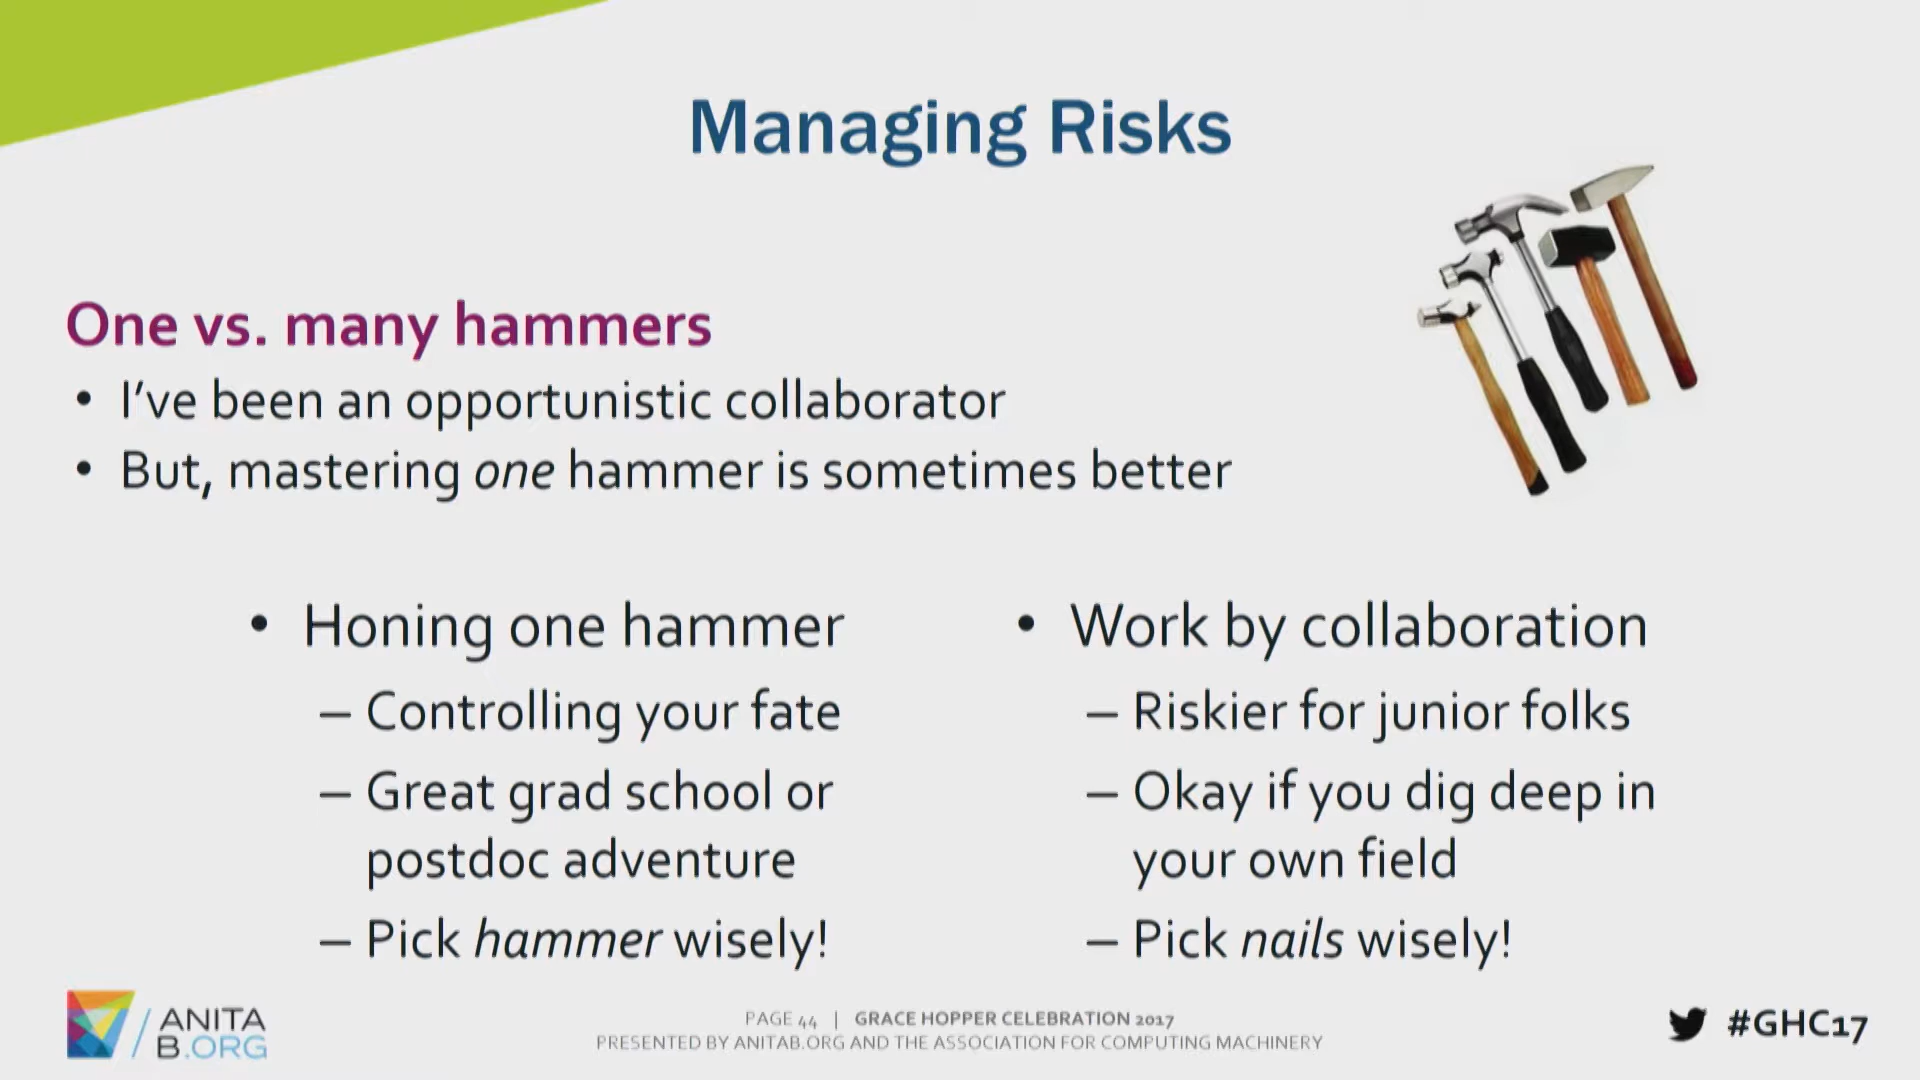 Managing Risks
One vs. many hammers
• I've been an opportunistic collaborator
• But, mastering one hammer is sometimes better
• Honing one hammer
– Controlling your fate
– Great grad school or
postdoc adventure
– Pick hammer wisely!
• Work by collaboration
– Riskier for junior folks
– Okay if you dig deep in
your own field
– Pick nails wisely!
ANITA
B.ORG
PAGE 44 | GRACE HOPPER CELEBRATION 2017
PRESENTED BY ANITAB.ORG AND THE ASSOCIATION FOR COMPUTING MACHINERY
#GHC17